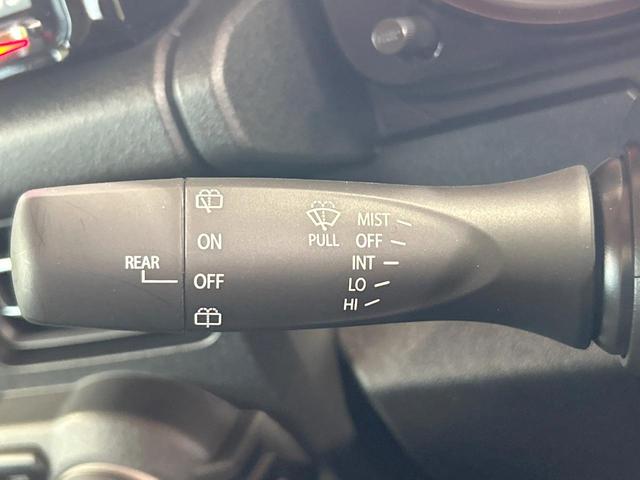 REAR
ON
OFF
PULL
MIST
OFF
INT
LO
HI